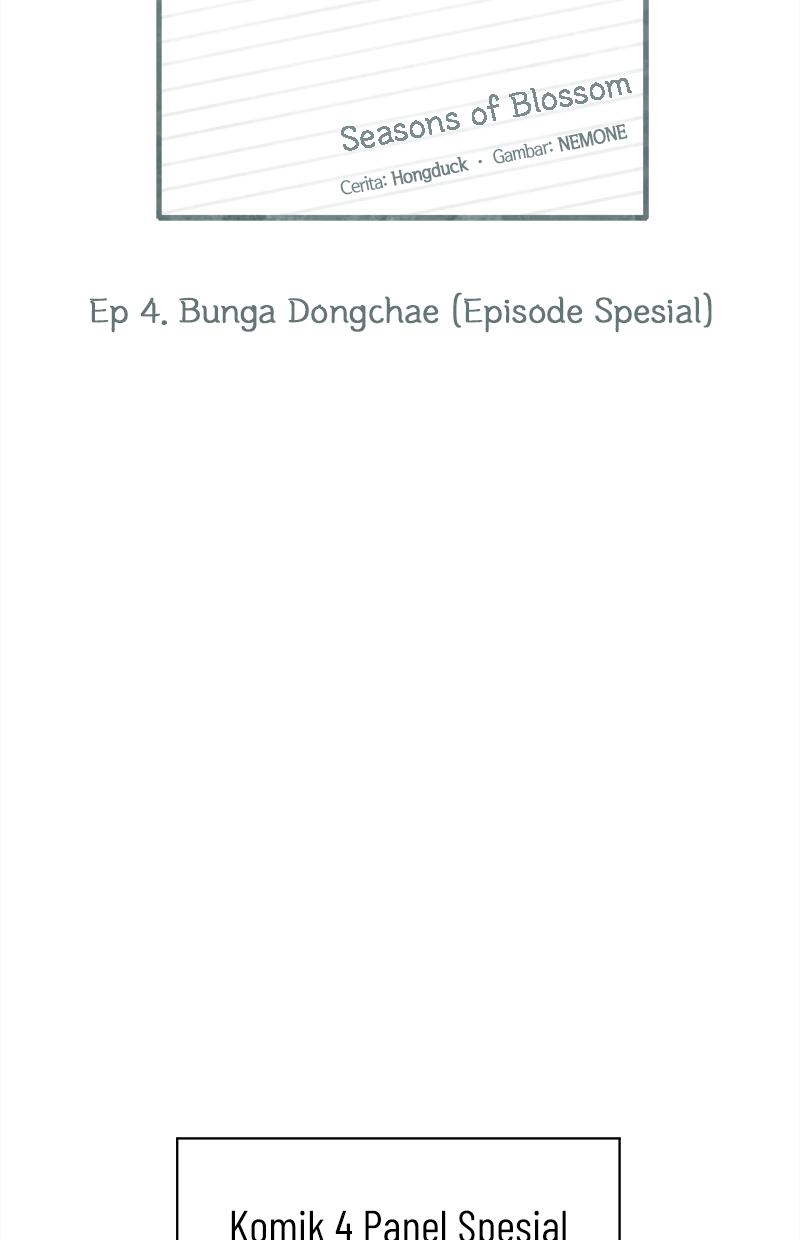 Seasons of Blossom
Cerita: Hongduck · Gambar: NEMONE
Ep 4. Bunga Dongchae (Episode Spesial)
Komik 4 Panel Spesial